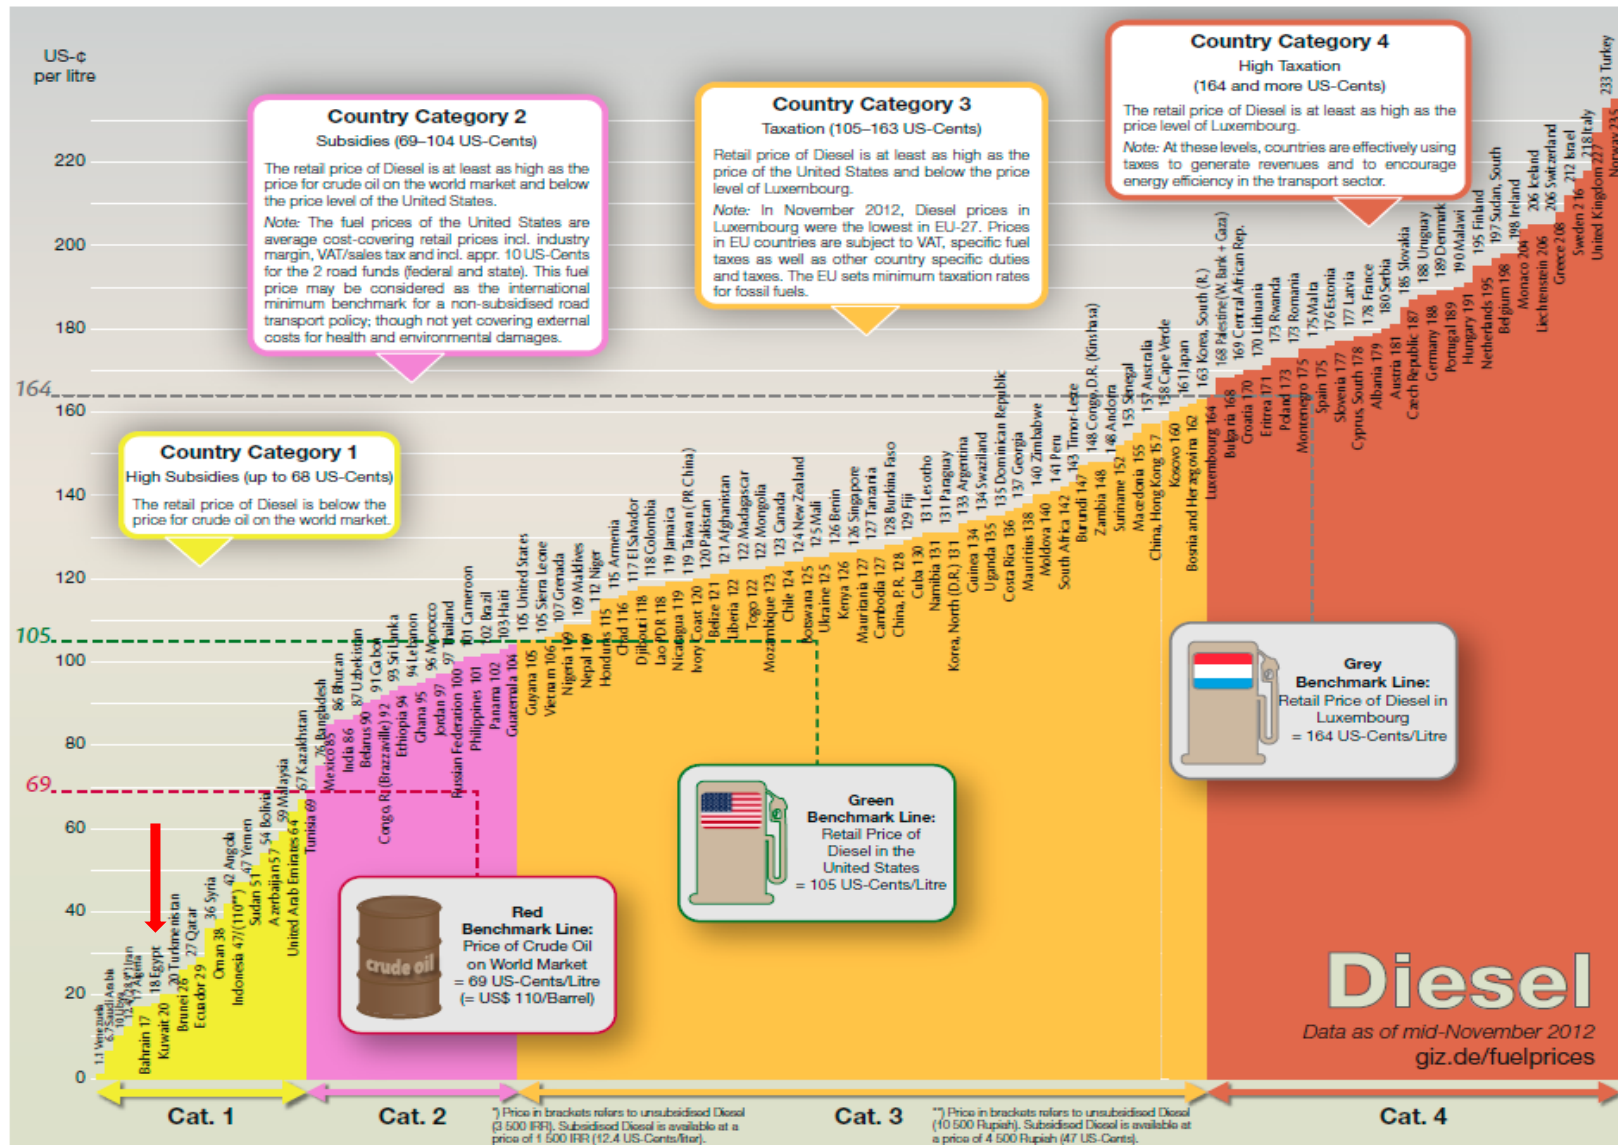 US-¢
per litre
220
200
180
164
160
140
120
105
100
80
69
60
40
20
0
Country Category 1
High Subsidies (up to 68 US-Cents)
The retail price of Diesel is below the
price for crude oil on the world market.
Country Category 2
Subsidies (69–104 US-Cents)
The retail price of Diesel is at least as high as the
price for crude oil on the world market and below
the price level of the United States.
Note: The fuel prices of the United States are
average cost-covering retail prices incl. industry
margin, VAT/sales tax and incl. appr. 10 US-Cents
for the 2 road funds (federal and state). This fuel
price may be considered as the international
minimum benchmark for a non-subsidised road
transport policy; though not yet covering external
costs for health and environmental damages.
Country Category 3
Taxation (105–163 US-Cents)
Retail price of Diesel is at least as high as the
price of the United States and below the price
level of Luxembourg.
Note: In November 2012, Diesel prices in
Luxembourg were the lowest in EU-27. Prices
in EU countries are subject to VAT, specific fuel
taxes as well as other country specific duties
and taxes. The EU sets minimum taxation rates
for fossil fuels.
Country Category 4
High Taxation
(164 and more US-Cents)
The retail price of Diesel is at least as high as the
price level of Luxembourg.
Note: At these levels, countries are effectively using
taxes to generate revenues and to encourage
energy efficiency in the transport sector.
1.1 Venezuela
6.7 Saudi Arabia
10 Libya
12.4/(28.9*) Iran
17 Algeria
Bahrain 17
18 Egypt
Kuwait 20
20 Turkmenistan
Brunei 26
27 Qatar
Ecuador 29
36 Syria
Oman 38
42 Angola
Indonesia 47/(110**)
47 Yemen
Sudan 51
54 Bolivia
Azerbaijan 57
59 Malaysia
United Arab Emirates 64
67 Kazakhstan
Tunisia 69
76 Bangladesh
Mexico 85
86 Bhutan
India 86
87 Uzbekistan
Belarus 90
91 Gabon
Congo, R. (Brazzaville) 92
93 Sri Lanka
Ethiopia 94
94 Lebanon
Ghana 95
96 Morocco
Jordan 97
97 Thailand
Russian Federation 100
101 Cameroon
Philippines 101
102 Brazil
Panama 102
103 Haiti
Guatemala 104
105 United States
Guyana 105
105 Sierra Leone
Vietnam 106
107 Grenada
Nigeria 109
109 Maldives
Nepal 109
112 Niger
Honduras 115
115 Armenia
Chad 116
117 El Salvador
Djibouti 118
118 Colombia
Lao PDR 118
119 Jamaica
Nicaragua 119
119 Taiwan (PR China)
Ivory Coast 120
120 Pakistan
Belize 121
121 Afghanistan
Liberia 122
122 Madagascar
Togo 122
122 Mongolia
Mozambique 123
123 Canada
Chile 124
124 New Zealand
Botswana 125
125 Mali
Ukraine 125
126 Benin
Kenya 126
126 Singapore
Mauritania 127
127 Tanzania
Cambodia 127
128 Burkina Faso
China, P. R. 128
129 Fiji
Cuba 130
131 Lesotho
Namibia 131
131 Paraguay
Korea, North (D.R.) 131
133 Argentina
Guinea 134
134 Swaziland
Uganda 135
135 Dominican Republic
Costa Rica 136
137 Georgia
Mauritius 138
140 Zimbabwe
Moldova 140
141 Peru
South Africa 142
143 Timor-Leste
Burundi 147
148 Congo, D.R. (Kinshasa)
Zambia 148
148 Andorra
Suriname 152
153 Senegal
Macedonia 155
157 Australia
China, Hong Kong 157
158 Cape Verde
Kosovo 160
161 Japan
Bosnia and Herzegovina 162
163 Korea, South (R.)
Luxembourg 164
168 Palestine (W. Bank + Gaza)
Bulgaria 168
169 Central African Rep.
Croatia 170
170 Lithuania
Eritrea 171
173 Rwanda
Poland 173
173 Romania
Montenegro 175
175 Malta
Spain 175
176 Estonia
Slovenia 177
177 Latvia
Cyprus, South 178
178 France
Albania 179
180 Serbia
Austria 181
185 Slovakia
Czech Republic 187
188 Uruguay
Germany 188
189 Denmark
Portugal 189
190 Malawi
Hungary 191
195 Finland
Netherlands 195
197 Sudan, South
Belgium 198
198 Ireland
Monaco 204
206 Iceland
Liechtenstein 206
206 Switzerland
Greece 208
212 Israel
Sweden 216
218 Italy
United Kingdom 227
233 Turkey
Norway 235
crude oil
Red
Benchmark Line:
Price of Crude Oil
on World Market
= 69 US-Cents/Litre
(= US$ 110/Barrel)
Green
Benchmark Line:
Retail Price of
Diesel in the
United States
= 105 US-Cents/Litre
Grey
Benchmark Line:
Retail Price of Diesel in
Luxembourg
= 164 US-Cents/Litre
Diesel
Data as of mid-November 2012
giz.de/fuelprices
Cat. 1
Cat. 2
Cat. 3
Cat. 4
*) Price in brackets refers to unsubsidised Diesel
(3 500 IRR). Subsidised Diesel is available at a
price of 1 500 IRR (12.4 US-Cents/liter).
**) Price in brackets refers to unsubsidised Diesel
(10 500 Rupiah). Subsidised Diesel is available at
a price of 4 500 Rupiah (47 US-Cents).